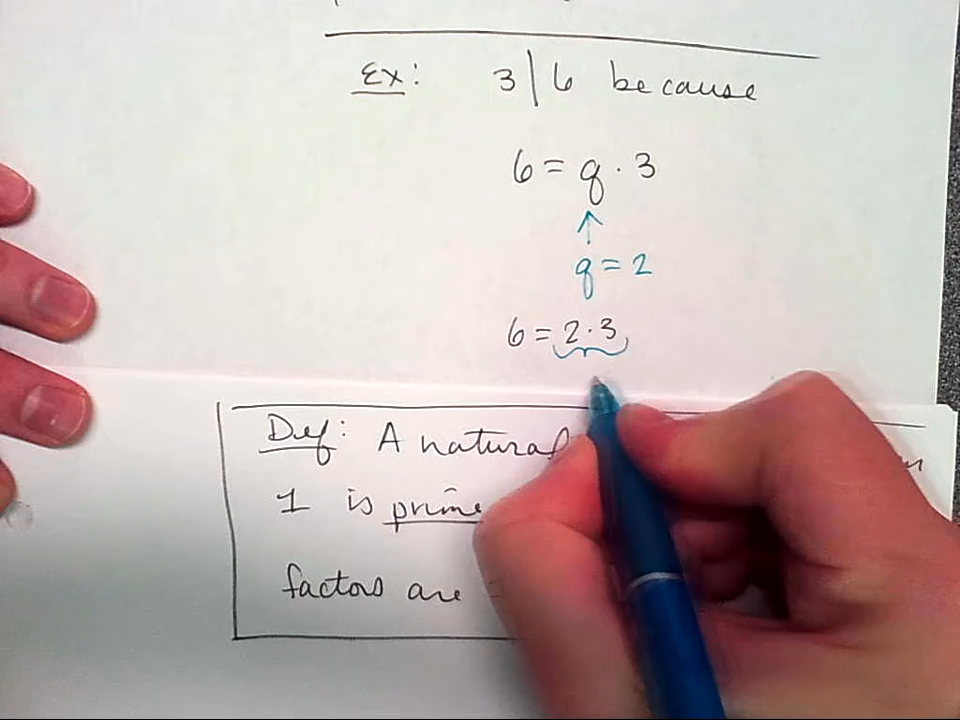 Ex: 3|6 because
6 = q · 3
↑
q = 2
6 = 2 · 3
Def: A natural
1 is prime
factors are